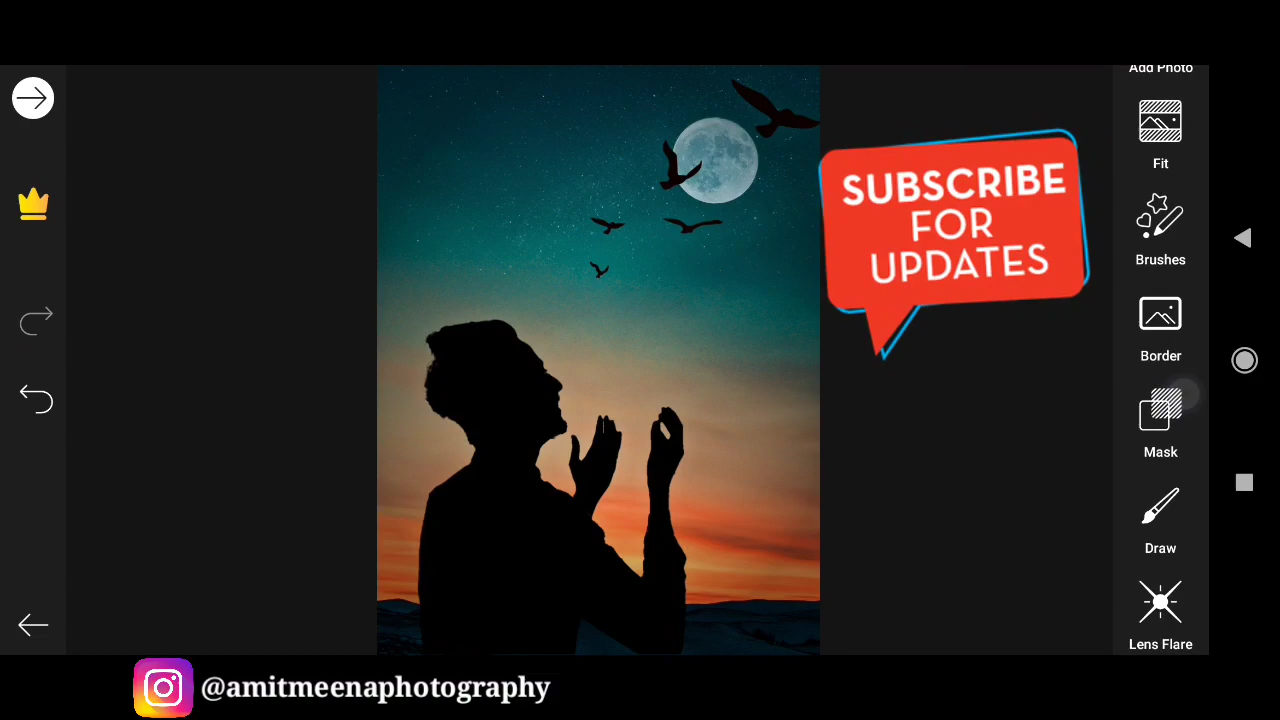 Add Photo
Fit
Brushes
Border
Mask
Draw
Lens Flare
SUBSCRIBE
FOR
UPDATES
@amitmeenaphotography